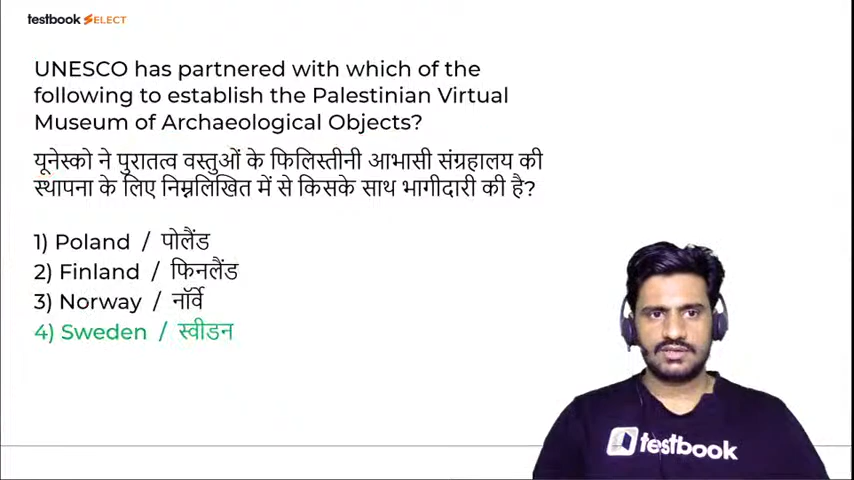 testbook SELECT
UNESCO has partnered with which of the
following to establish the Palestinian Virtual
Museum of Archaeological Objects?
यूनेस्को ने पुरातत्व वस्तुओं के फिलिस्तीनी आभासी संग्रहालय की
स्थापना के लिए निम्नलिखित में से किसके साथ भागीदारी की है?
1) Poland / पोलैंड
2) Finland / फिनलैंड
3) Norway / नॉर्वे
4) Sweden / स्वीडन
testbook